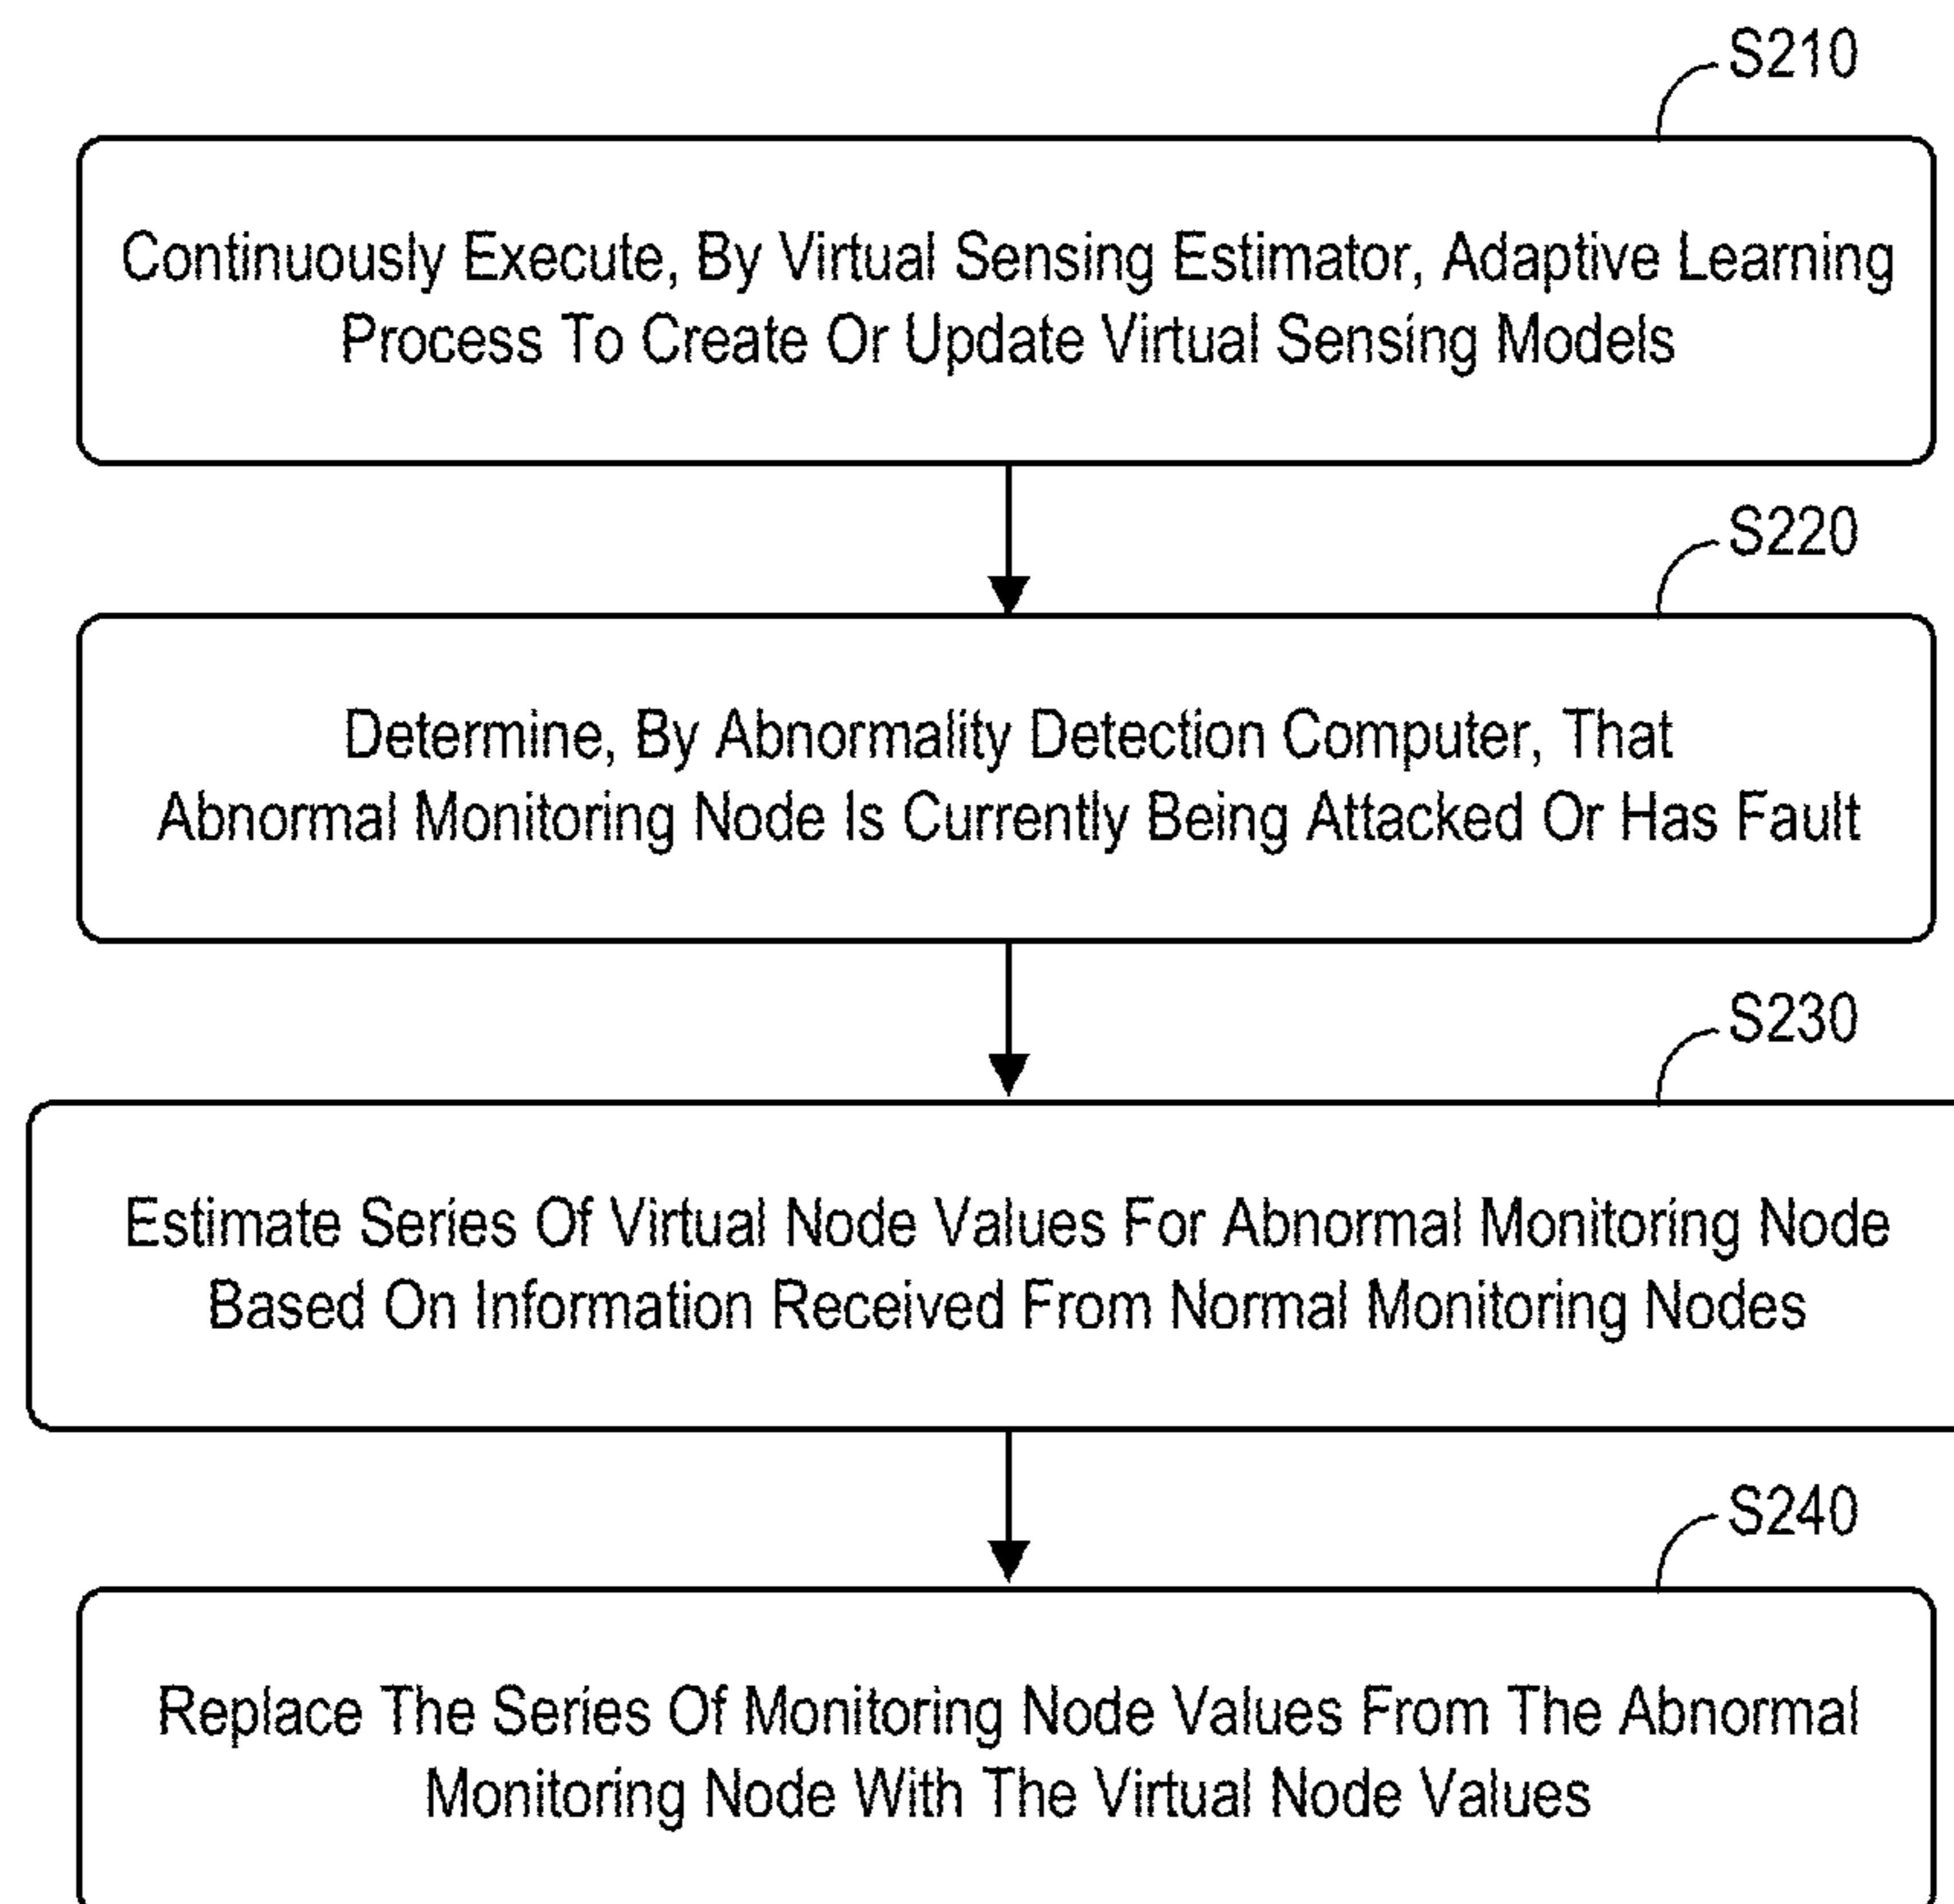 S210
Continuously Execute, By Virtual Sensing Estimator, Adaptive Learning
Process To Create Or Update Virtual Sensing Models
S220
Determine, By Abnormality Detection Computer, That
Abnormal Monitoring Node Is Currently Being Attacked Or Has Fault
S230
Estimate Series Of Virtual Node Values For Abnormal Monitoring Node
Based On Information Received From Normal Monitoring Nodes
S240
Replace The Series Of Monitoring Node Values From The Abnormal
Monitoring Node With The Virtual Node Values